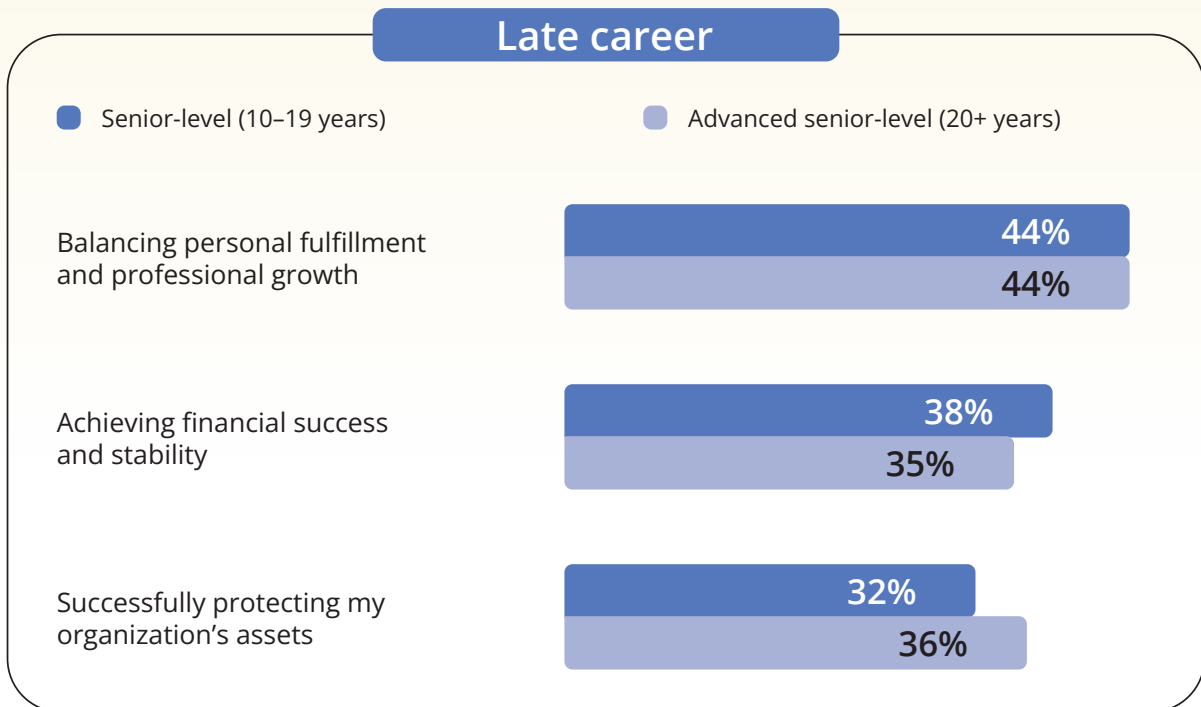 Late career
Senior-level (10–19 years)
Advanced senior-level (20+ years)
Balancing personal fulfillment
and professional growth
44%
44%
Achieving financial success
and stability
38%
35%
Successfully protecting my
organization’s assets
32%
36%